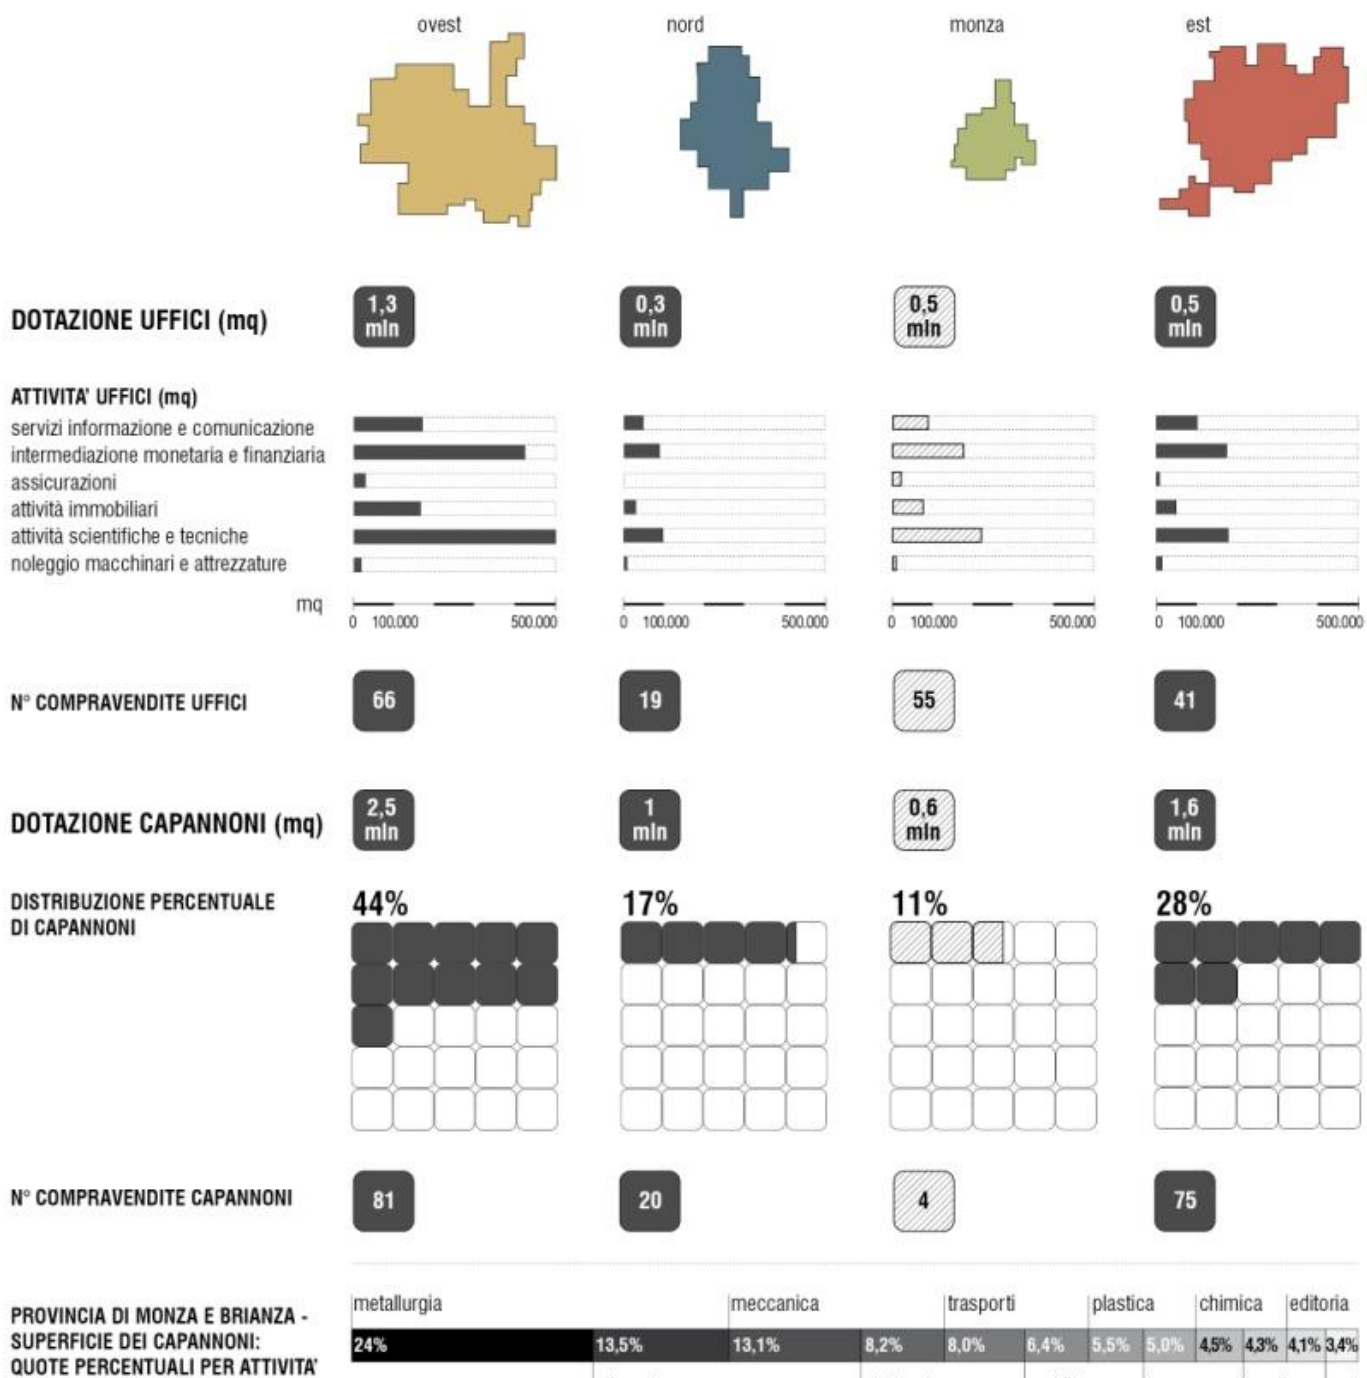 ovest nord monza est
DOTAZIONE UFFICI (mq)
1,3 mln 0,3 mln 0,5 mln 0,5 mln
ATTIVITA' UFFICI (mq)
servizi informazione e comunicazione
intermediazione monetaria e finanziaria
assicurazioni
attività immobiliari
attività scientifiche e tecniche
noleggio macchinari e attrezzature
mq
0 100.000 500.000 0 100.000 500.000 0 100.000 500.000 0 100.000 500.000
N° COMPRAVENDITE UFFICI
66 19 55 41
DOTAZIONE CAPANNONI (mq)
2,5 mln 1 mln 0,6 mln 1,6 mln
DISTRIBUZIONE PERCENTUALE
DI CAPANNONI
44% 17% 11% 28%
N° COMPRAVENDITE CAPANNONI
81 20 4 75
PROVINCIA DI MONZA E BRIANZA -
SUPERFICIE DEI CAPANNONI:
QUOTE PERCENTUALI PER ATTIVITA'
metallurgia meccanica trasporti plastica chimica editoria
24% 13,5% 13,1% 8,2% 8,0% 6,4% 5,5% 5,0% 4,5% 4,3% 4,1% 3,4%